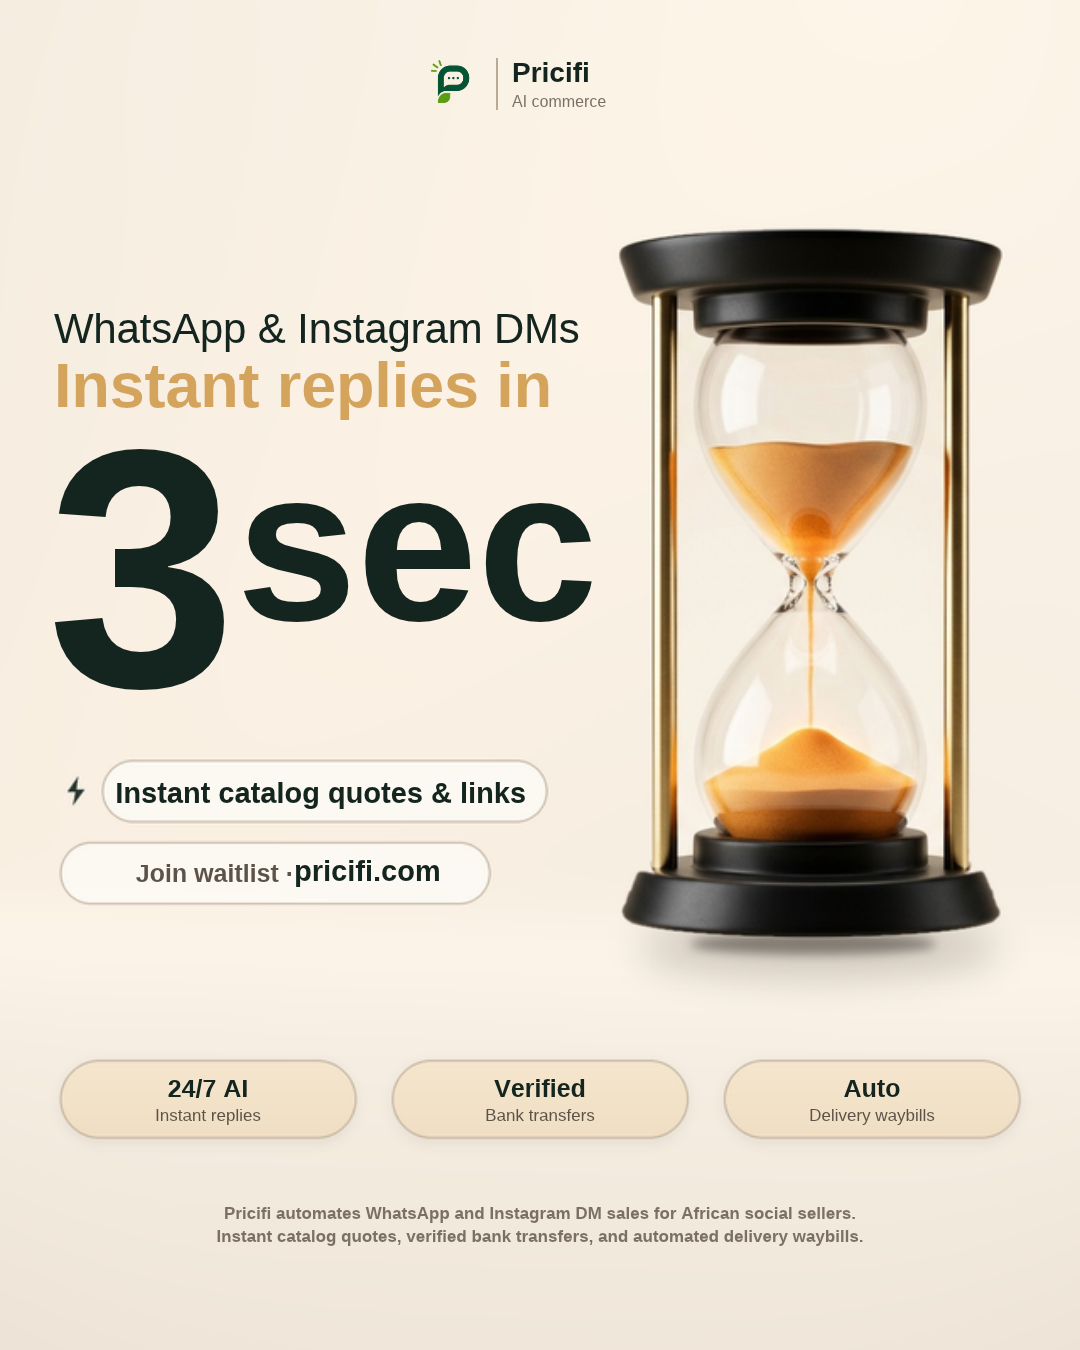 Pricifi
AI commerce
WhatsApp & Instagram DMs
Instant replies in
3sec
Instant catalog quotes & links
Join waitlist ·pricifi.com
24/7 AI
Instant replies
Verified
Bank transfers
Auto
Delivery waybills
Pricifi automates WhatsApp and Instagram DM sales for African social sellers.
Instant catalog quotes, verified bank transfers, and automated delivery waybills.